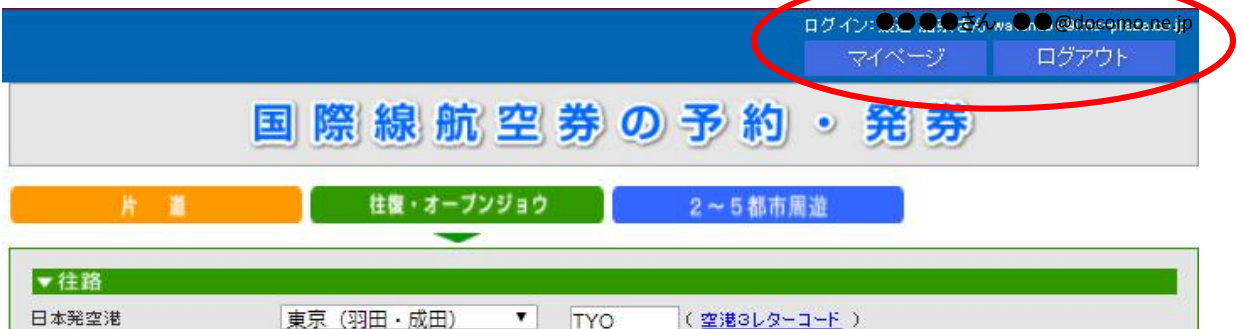 ログイン:●●●●さん ●●@docomo.ne.jp
マイページ ログアウト
国際線航空券の予約・発券
片 道 往復・オープンジョウ 2～5都市周遊
▼往路
日本発空港 東京（羽田・成田） ▼ TYO ( 空港3レターコード )